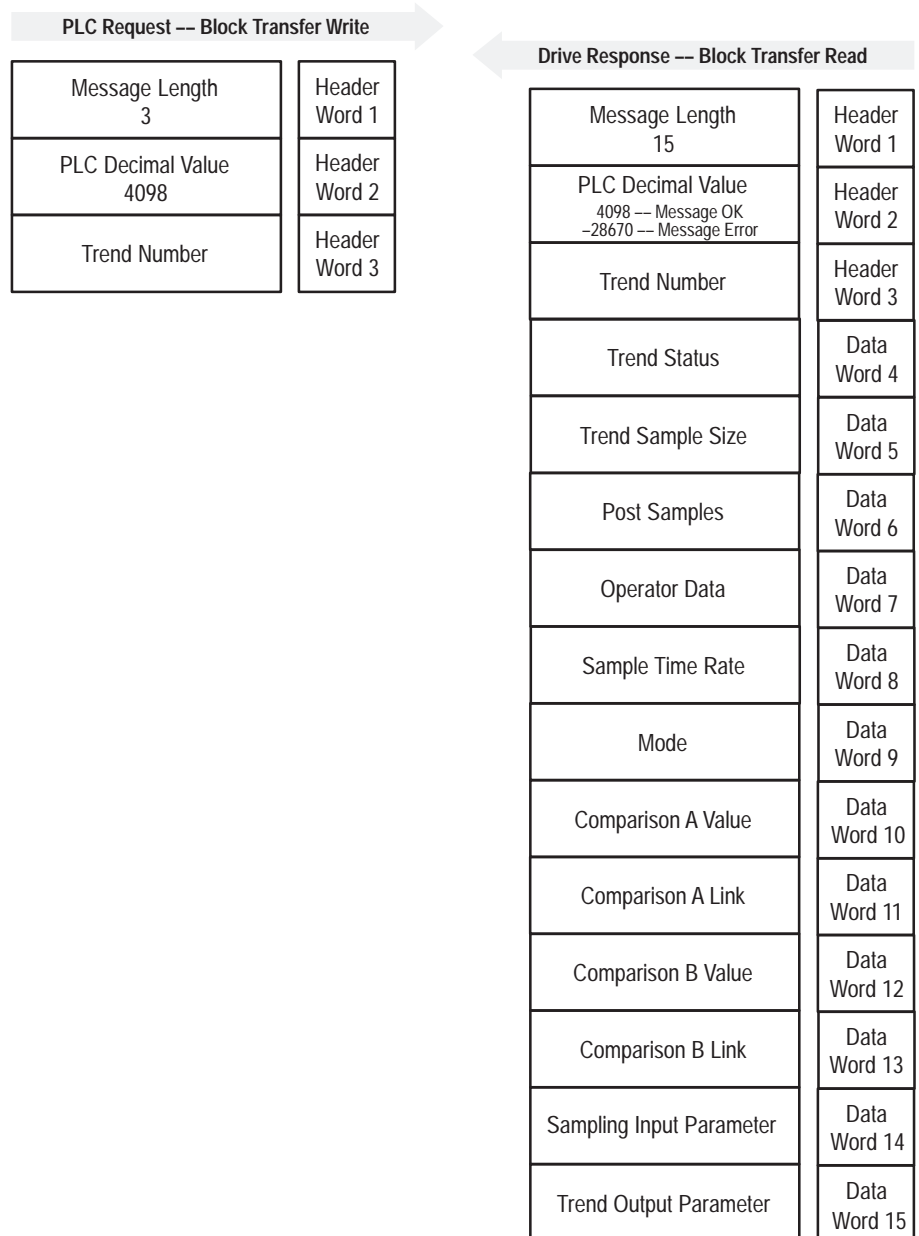 PLC Request –– Block Transfer Write
Message Length
3
Header
Word 1
PLC Decimal Value
4098
Header
Word 2
Trend Number
Header
Word 3
Drive Response –– Block Transfer Read
Message Length
15
Header
Word 1
PLC Decimal Value
4098 –– Message OK
–28670 –– Message Error
Header
Word 2
Trend Number
Header
Word 3
Trend Status
Data
Word 4
Trend Sample Size
Data
Word 5
Post Samples
Data
Word 6
Operator Data
Data
Word 7
Sample Time Rate
Data
Word 8
Mode
Data
Word 9
Comparison A Value
Data
Word 10
Comparison A Link
Data
Word 11
Comparison B Value
Data
Word 12
Comparison B Link
Data
Word 13
Sampling Input Parameter
Data
Word 14
Trend Output Parameter
Data
Word 15